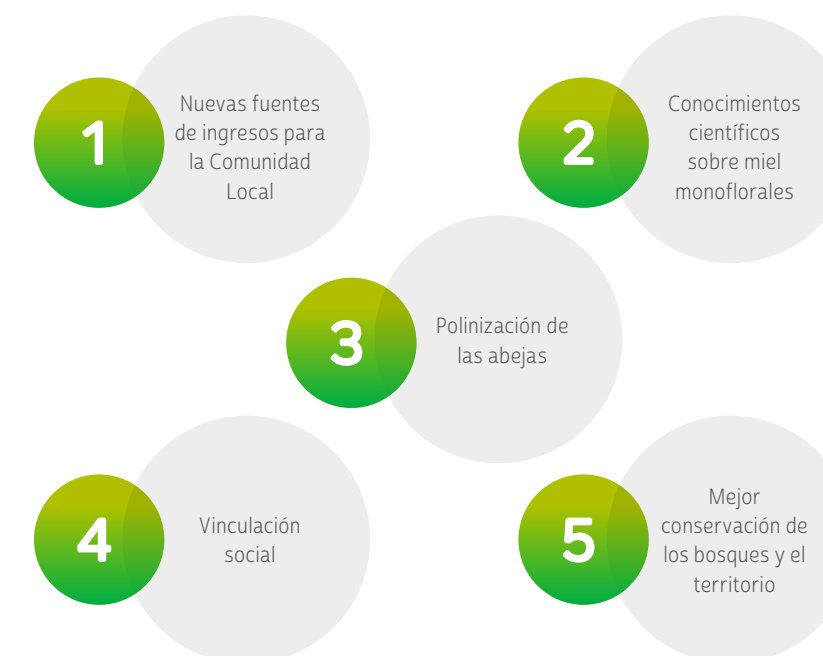 1
Nuevas fuentes
de ingresos para
la Comunidad
Local
2
Conocimientos
científicos
sobre miel
monoflorales
3
Polinización de
las abejas
4
Vinculación
social
5
Mejor
conservación de
los bosques y el
territorio